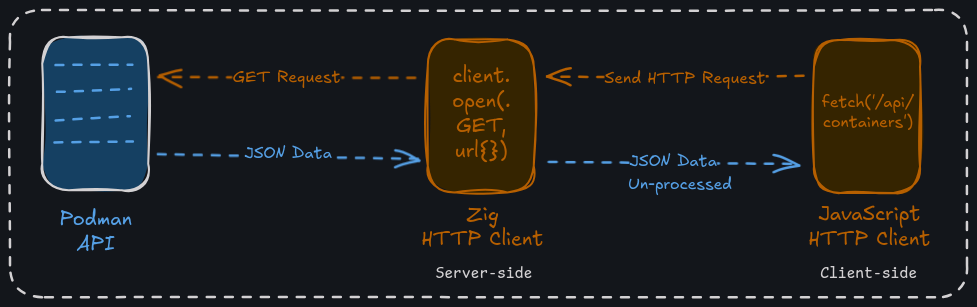 GET Request
JSON Data
Podman
API
client.
open(.
GET,
url{})
Zig
HTTP Client
Server-side
Send HTTP Request
JSON Data
Un-processed
fetch('/api/
containers')
JavaScript
HTTP Client
Client-side